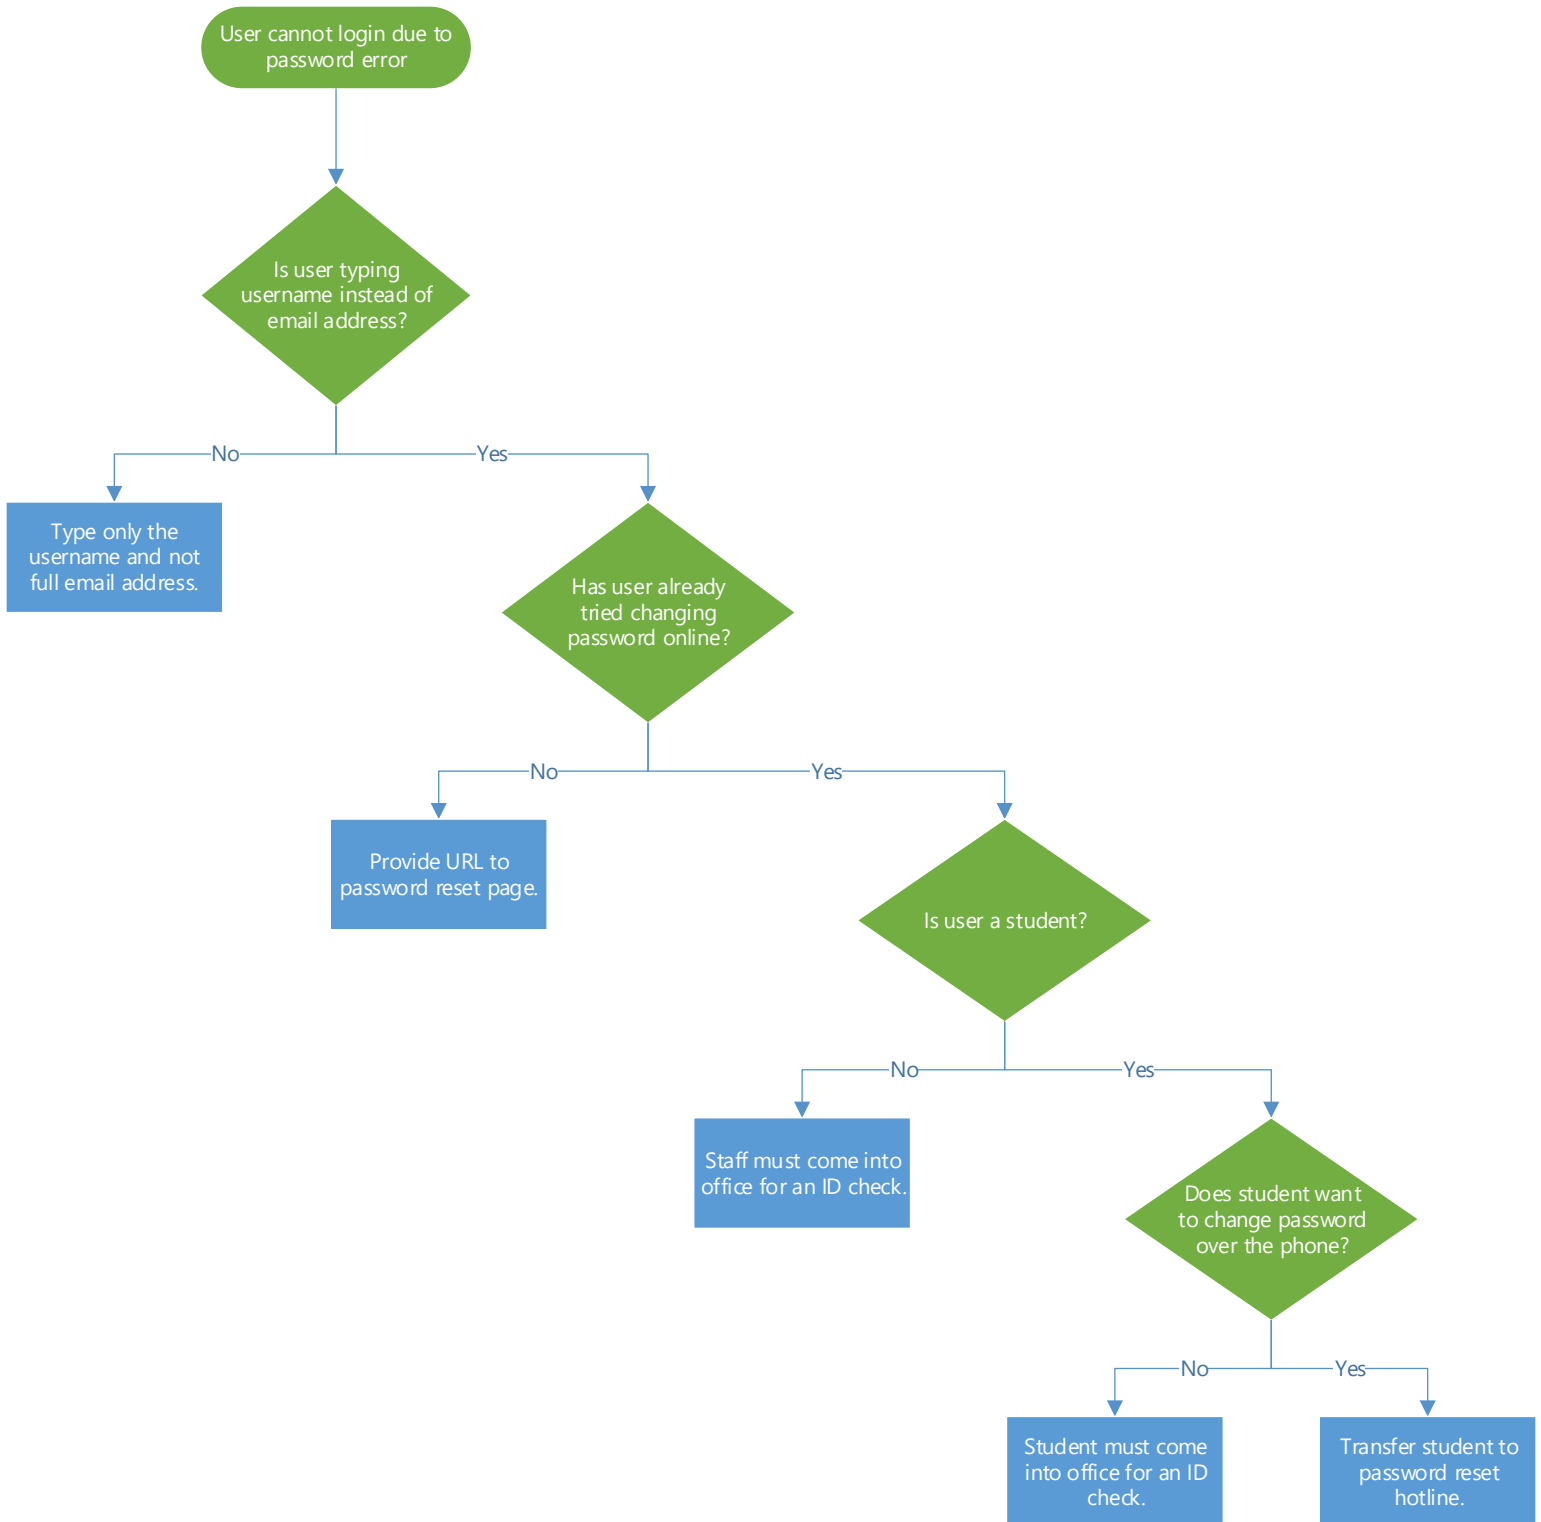 User cannot login due to
password error
Is user typing
username instead of
email address?
No
Yes
Type only the
username and not
full email address.
Has user already
tried changing
password online?
No
Yes
Provide URL to
password reset page.
Is user a student?
No
Yes
Staff must come into
office for an ID check.
Does student want
to change password
over the phone?
No
Yes
Student must come
into office for an ID
check.
Transfer student to
password reset
hotline.